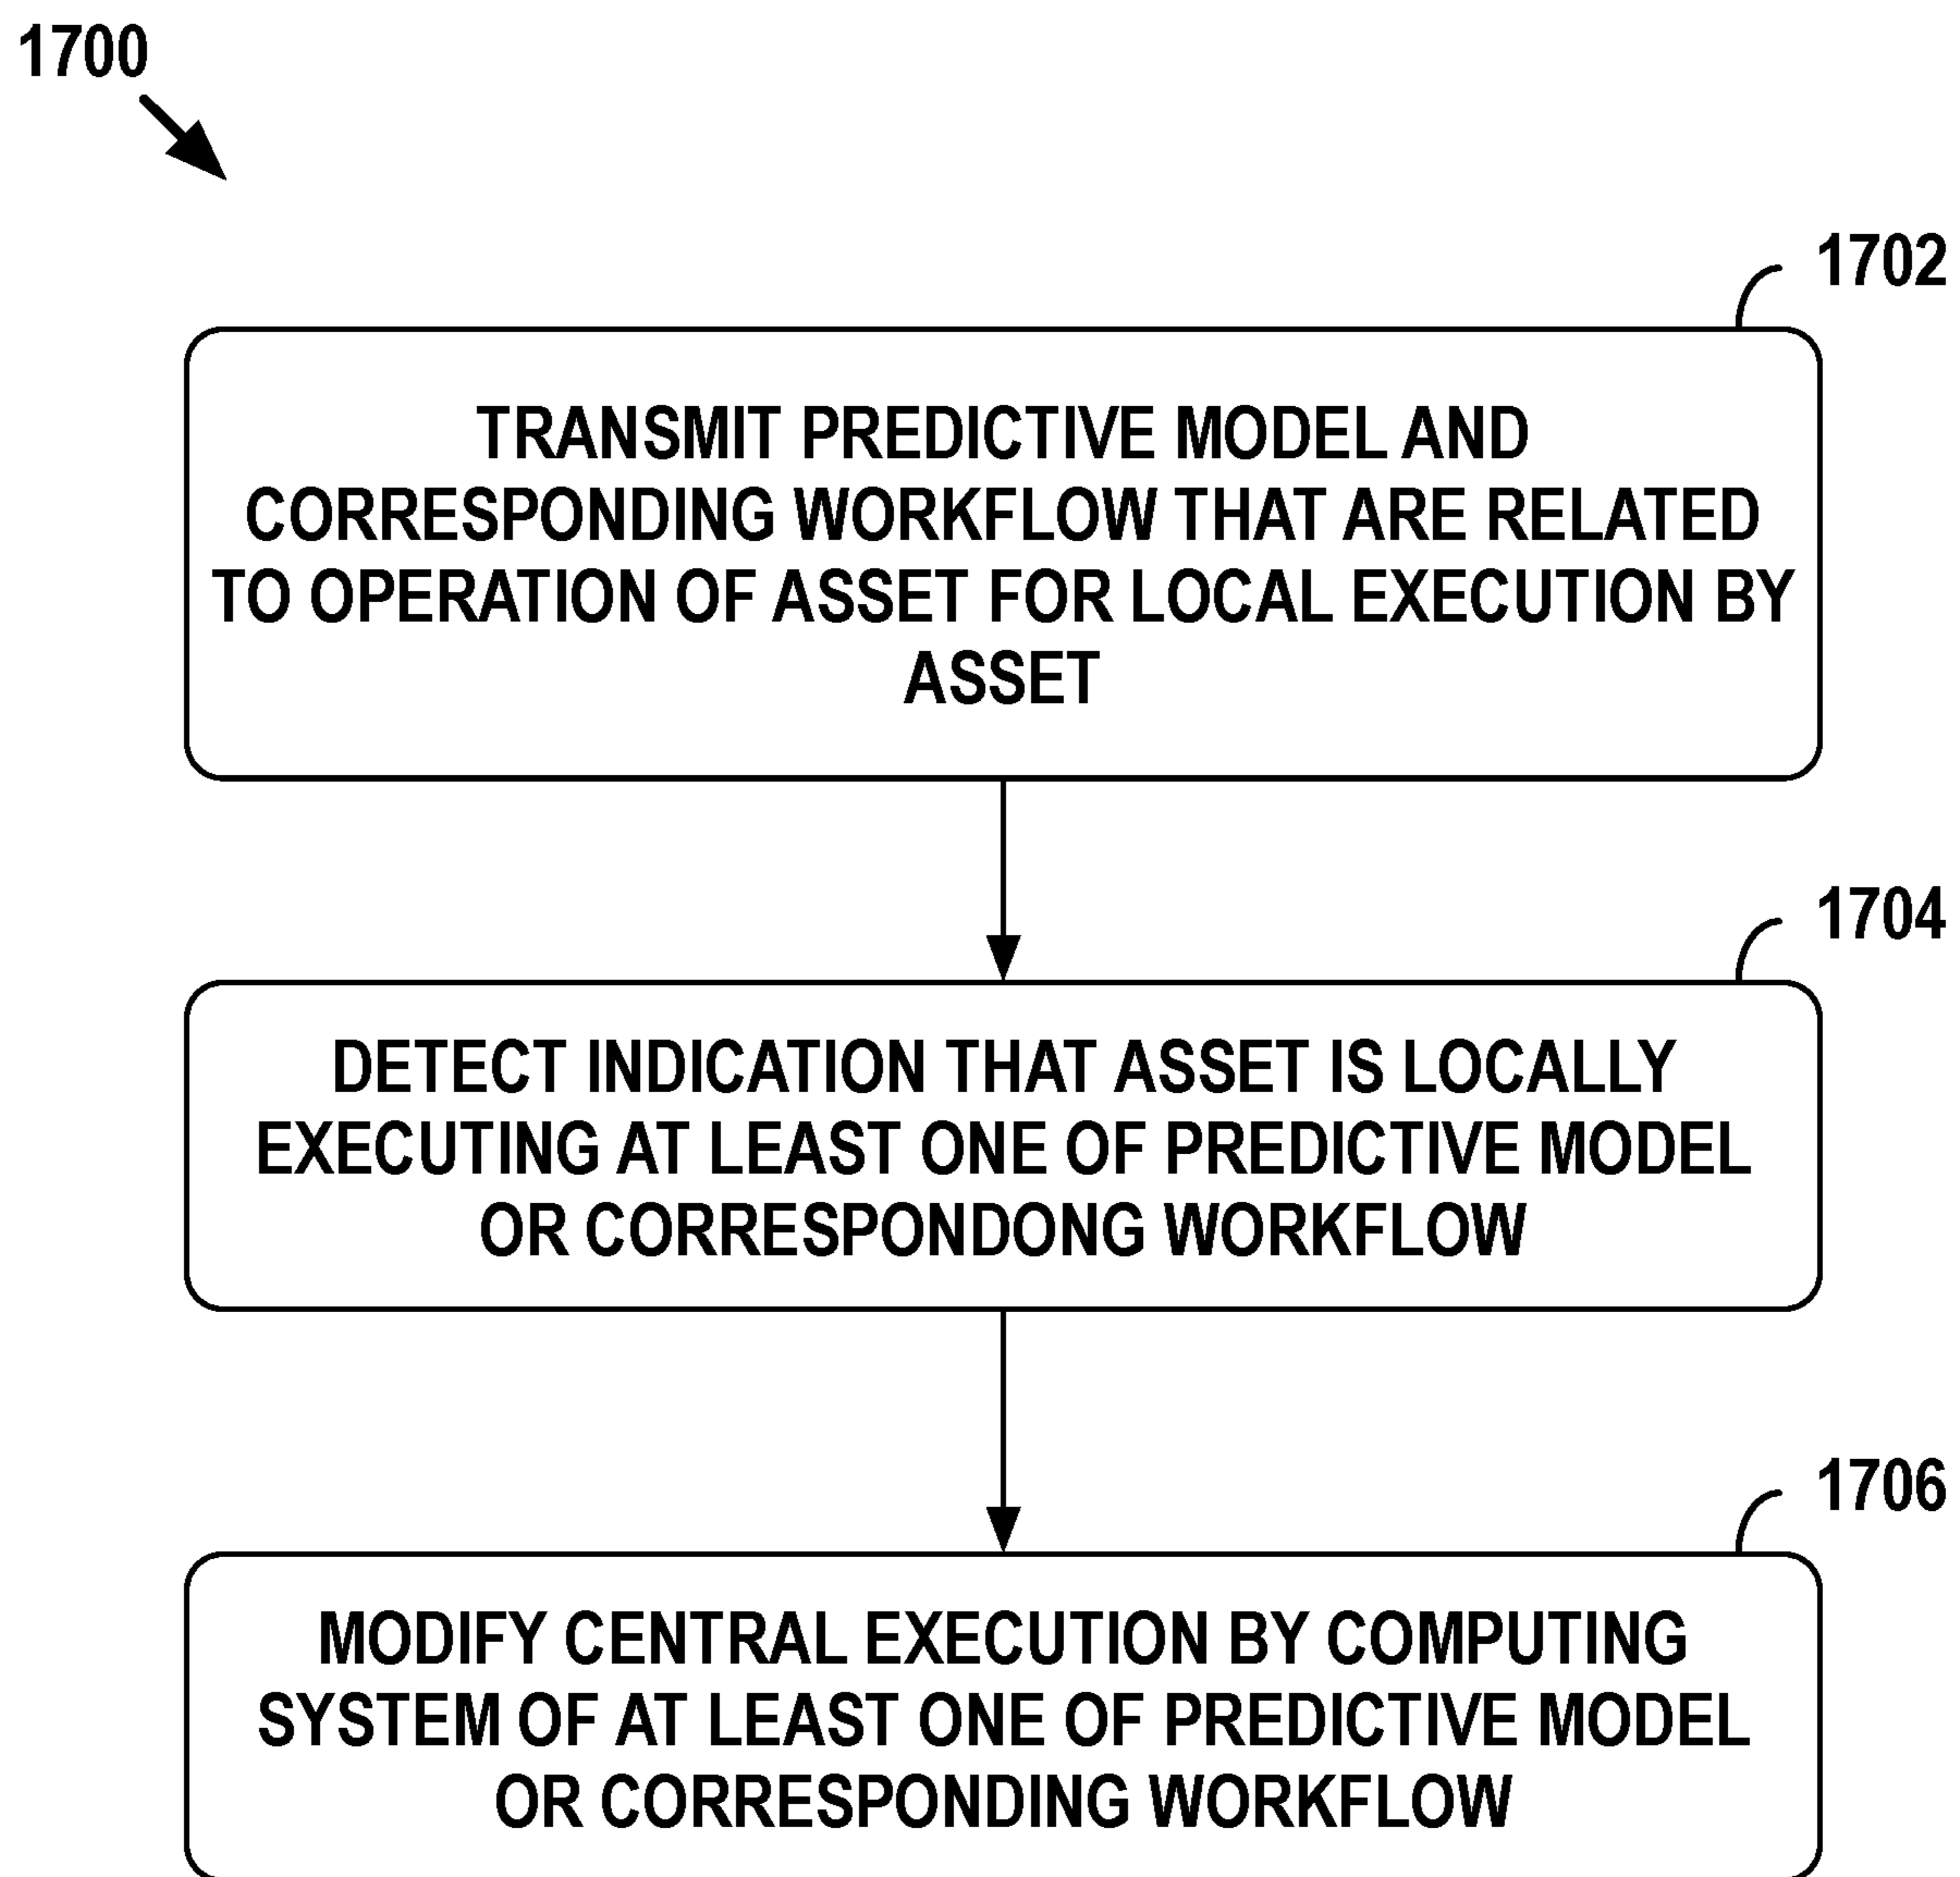 1700
1702
TRANSMIT PREDICTIVE MODEL AND
CORRESPONDING WORKFLOW THAT ARE RELATED
TO OPERATION OF ASSET FOR LOCAL EXECUTION BY
ASSET
1704
DETECT INDICATION THAT ASSET IS LOCALLY
EXECUTING AT LEAST ONE OF PREDICTIVE MODEL
OR CORRESPONDONG WORKFLOW
1706
MODIFY CENTRAL EXECUTION BY COMPUTING
SYSTEM OF AT LEAST ONE OF PREDICTIVE MODEL
OR CORRESPONDING WORKFLOW